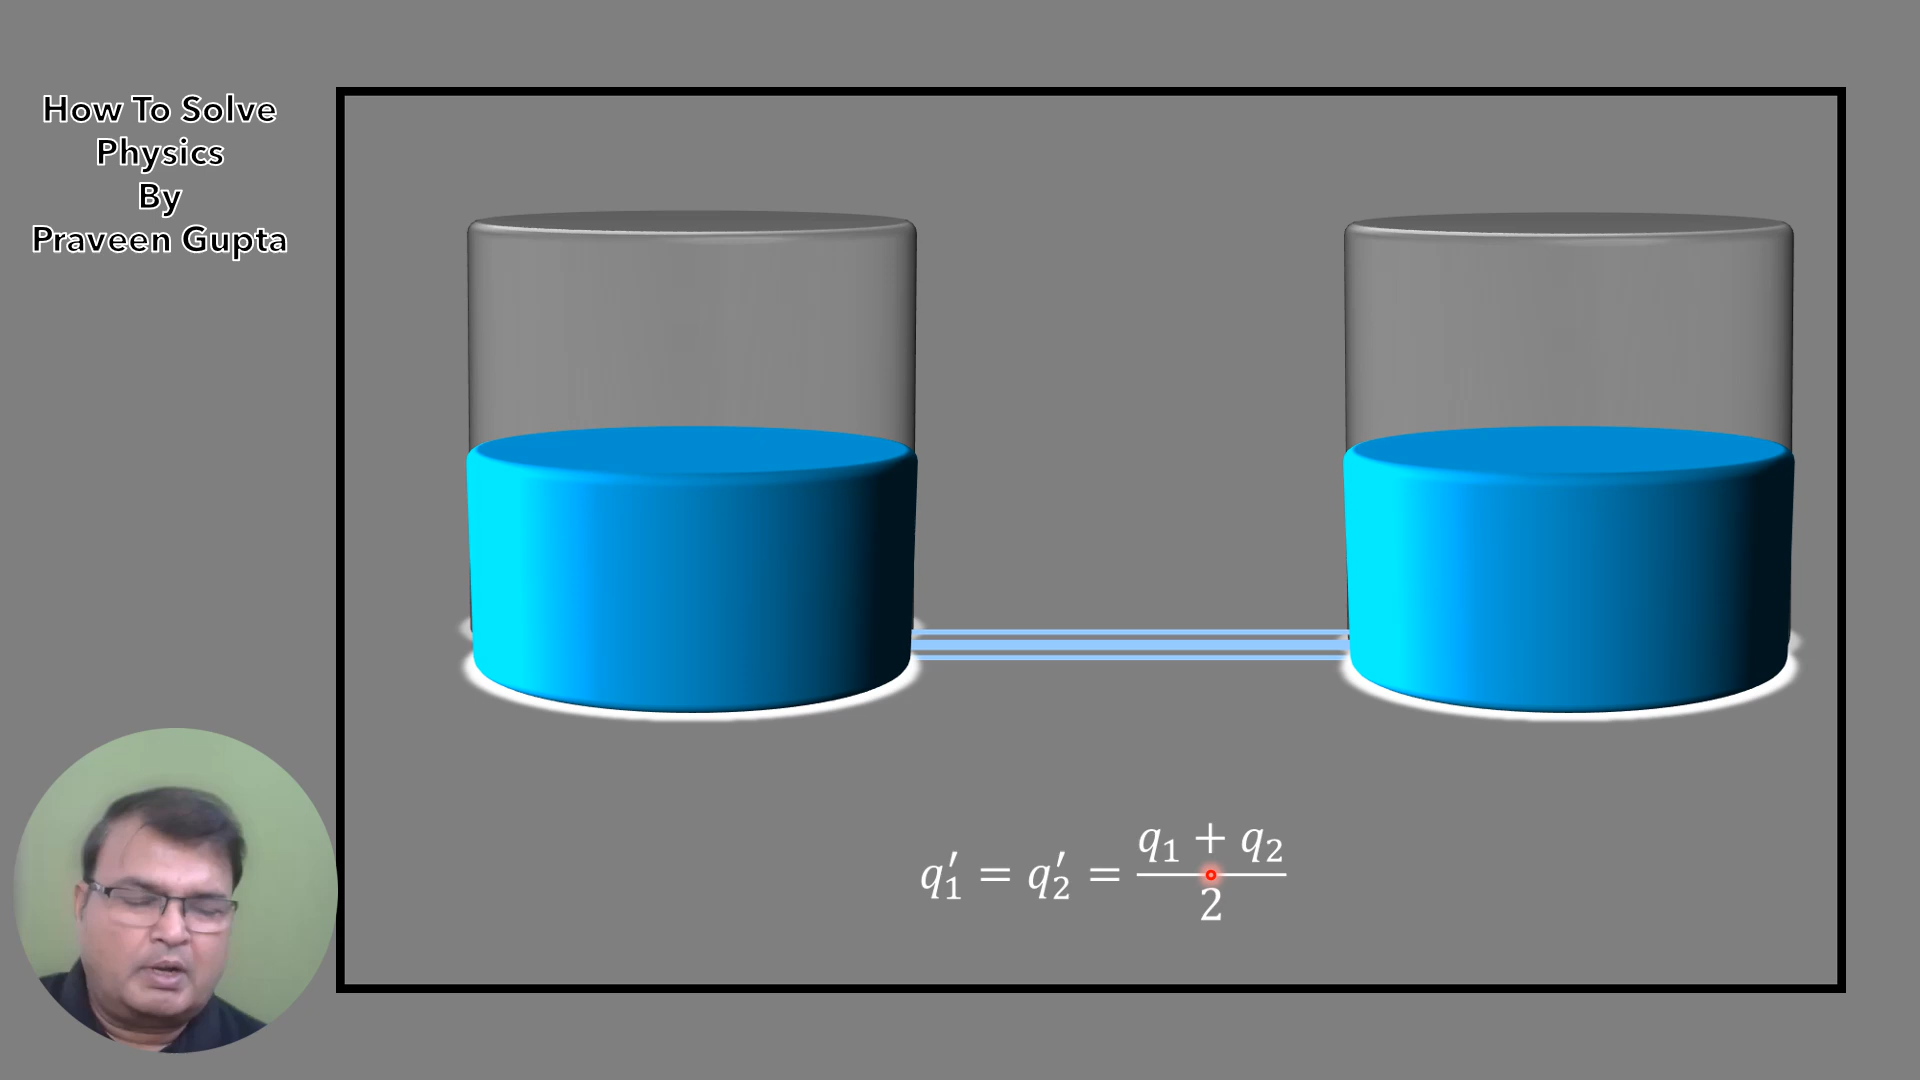 How To Solve
Physics
By
Praveen Gupta
q₁′ = q₂′ = (q₁ + q₂)/2